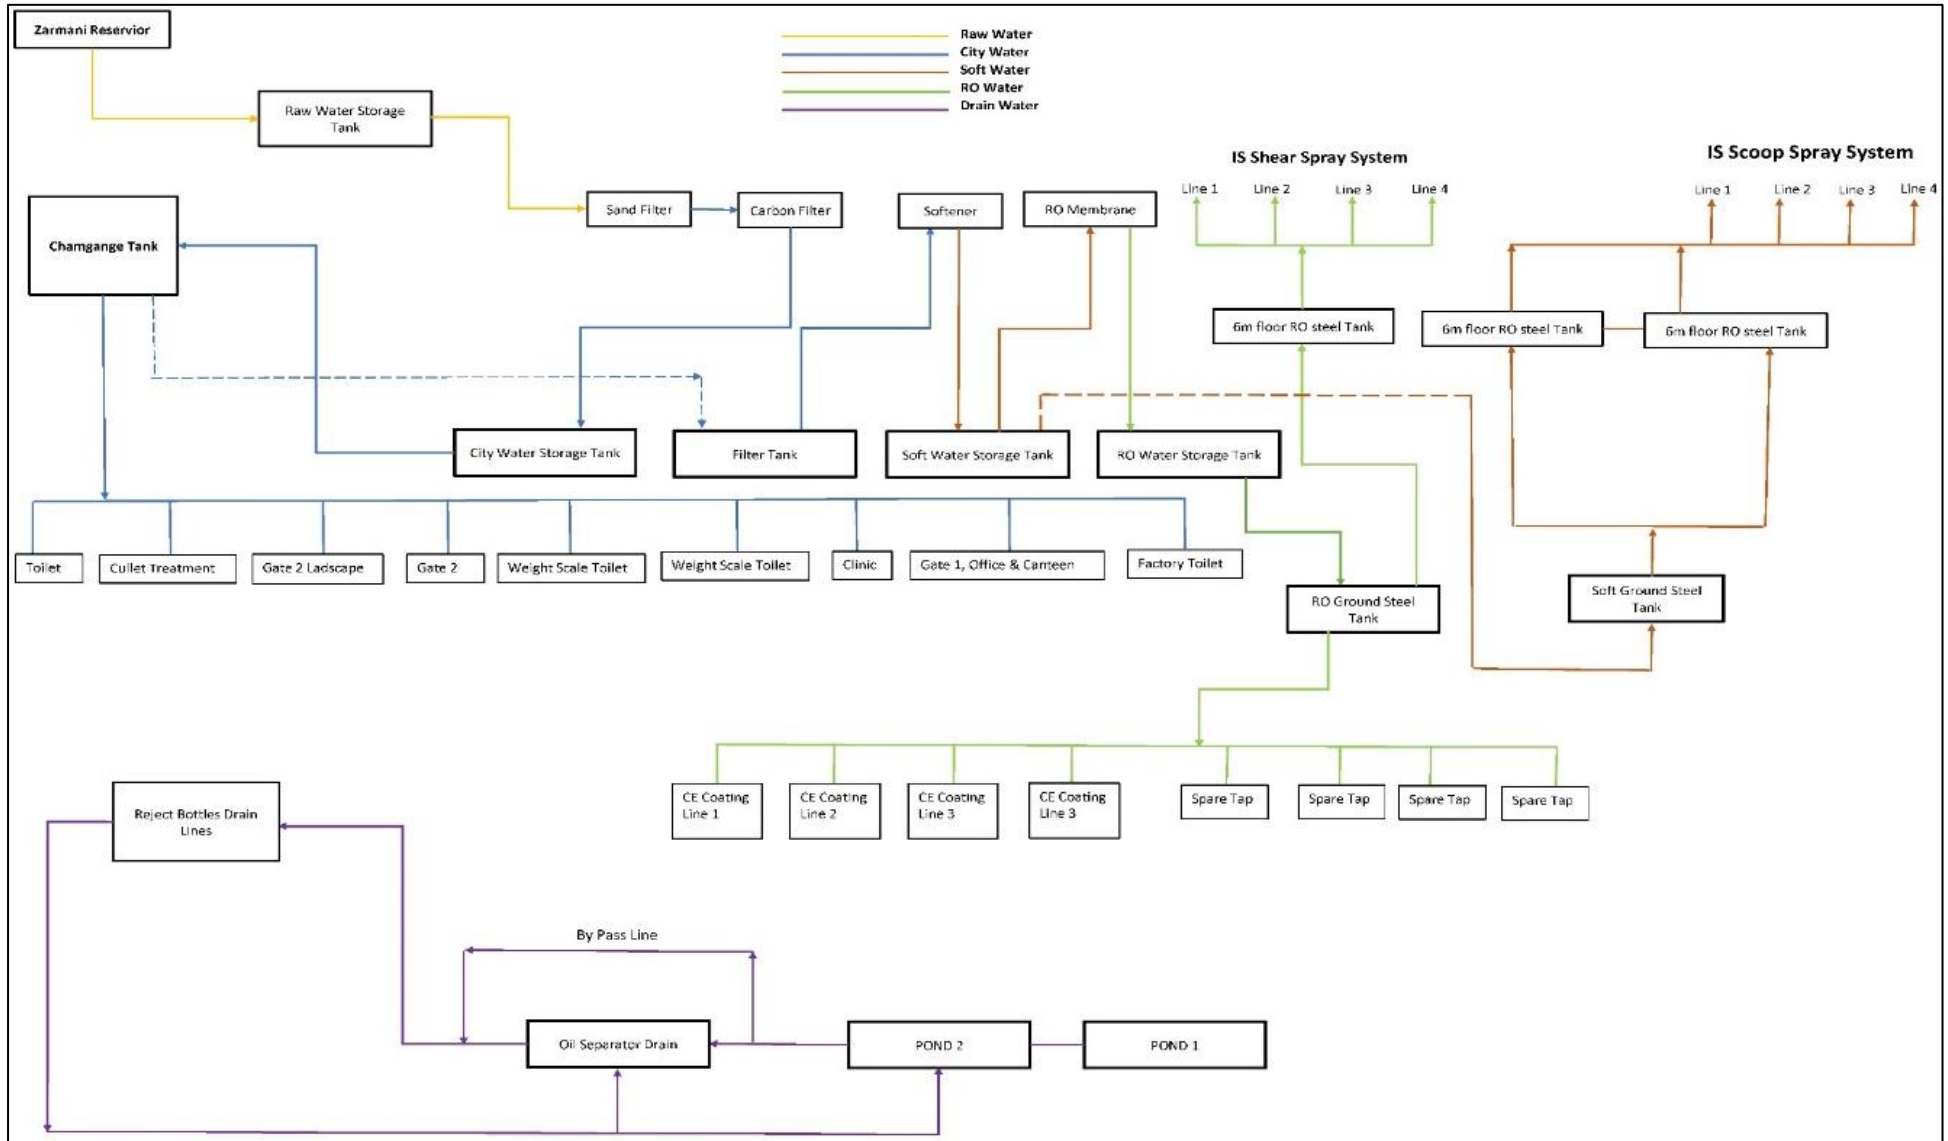 Zarmani Reservior
Raw Water
City Water
Soft Water
RO Water
Drain Water
Raw Water Storage
Tank
IS Shear Spray System
IS Scoop Spray System
Line 1
Line 2
Line 3
Line 4
Line 1
Line 2
Line 3
Line 4
Chamgange Tank
Sand Filter
Carbon Filter
Softener
RO Membrane
6m floor RO steel Tank
6m floor RO steel Tank
6m floor RO steel Tank
City Water Storage Tank
Filter Tank
Soft Water Storage Tank
RO Water Storage Tank
Toilet
Cullet Treatment
Gate 2 Ladscape
Gate 2
Weight Scale Toilet
Weight Scale Toilet
Clinic
Gate 1, Office & Canteen
Factory Toilet
RO Ground Steel
Tank
Soft Ground Steel
Tank
CE Coating
Line 1
CE Coating
Line 2
CE Coating
Line 3
CE Coating
Line 3
Spare Tap
Spare Tap
Spare Tap
Spare Tap
Reject Bottles Drain
Lines
By Pass Line
Oil Separator Drain
POND 2
POND 1